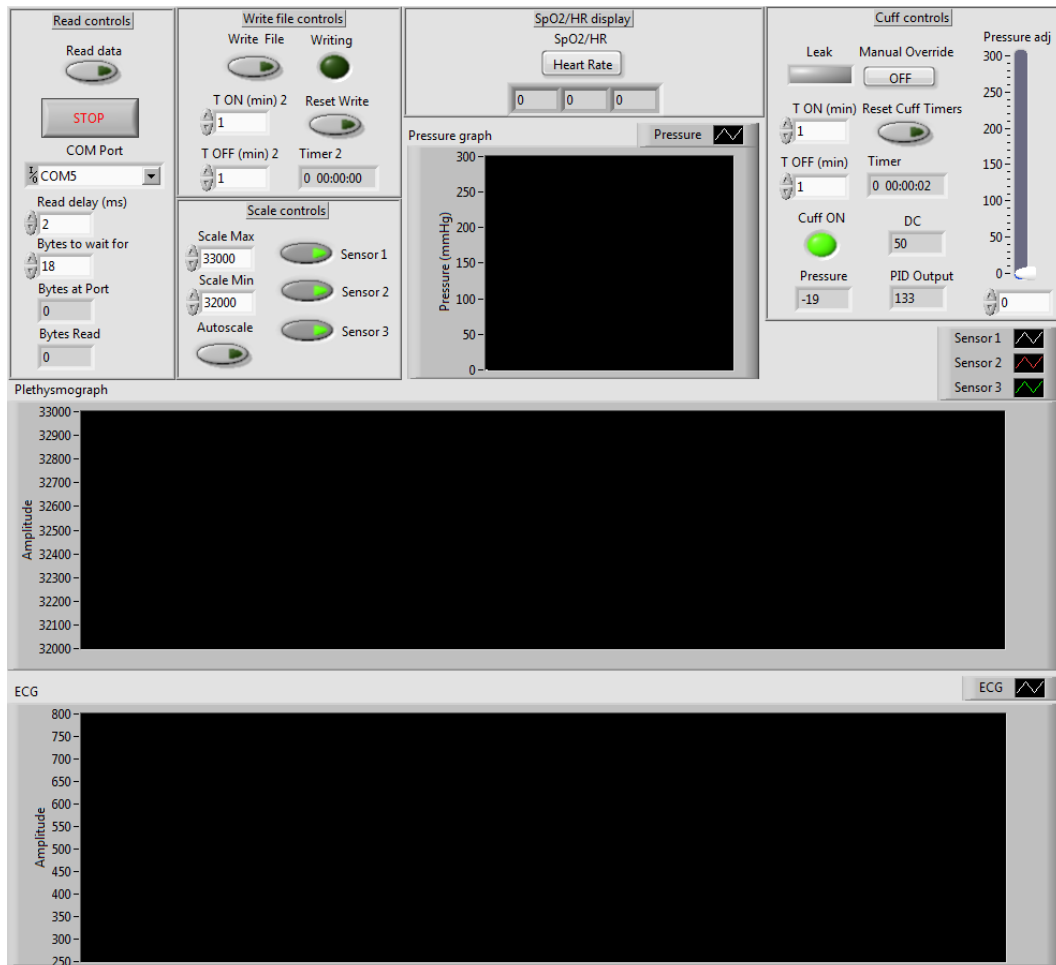 Read controls
Read data
STOP
COM Port
I/O COM5
Read delay (ms)
2
Bytes to wait for
18
Bytes at Port
0
Bytes Read
0
Write file controls
Write File Writing
T ON (min) 2 Reset Write
1
T OFF (min) 2 Timer 2
1 0 00:00:00
Scale controls
Scale Max
33000 Sensor 1
Scale Min
32000 Sensor 2
Autoscale Sensor 3
SpO2/HR display
SpO2/HR
Heart Rate
0 0 0
Pressure graph Pressure
300
250
200
150
100
50
0
Pressure (mmHg)
Cuff controls
Leak Manual Override
OFF
T ON (min) Reset Cuff Timers
1
T OFF (min) Timer
1 0 00:00:02
Cuff ON DC
50
Pressure PID Output
-19 133
Pressure adj
300
250
200
150
100
50
0
0
Sensor 1
Sensor 2
Sensor 3
Plethysmograph
33000
32900
32800
32700
32600
32500
32400
32300
32200
32100
32000
Amplitude
ECG ECG
800
750
700
650
600
550
500
450
400
350
300
250
Amplitude